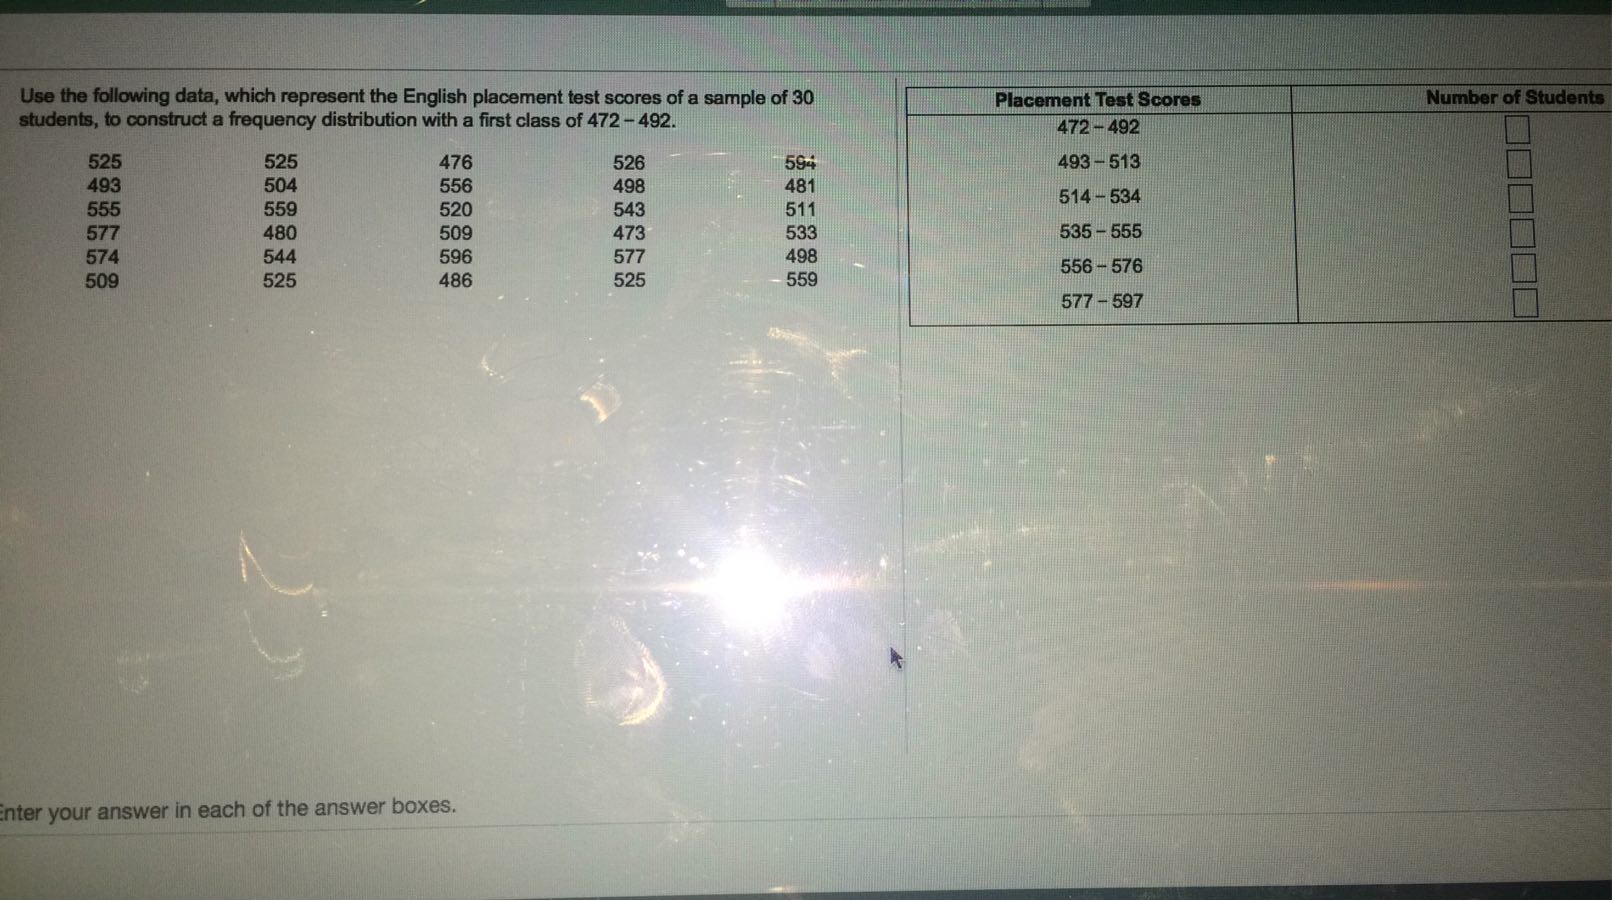 Use the following data, which represent the English placement test scores of a sample of 30
students, to construct a frequency distribution with a first class of 472 – 492.
525 525 476 526 594
493 504 556 498 481
555 559 520 543 511
577 480 509 473 533
574 544 596 577 498
509 525 486 525 559
Placement Test Scores Number of Students
472 – 492
493 – 513
514 – 534
535 – 555
556 – 576
577 – 597
Enter your answer in each of the answer boxes.